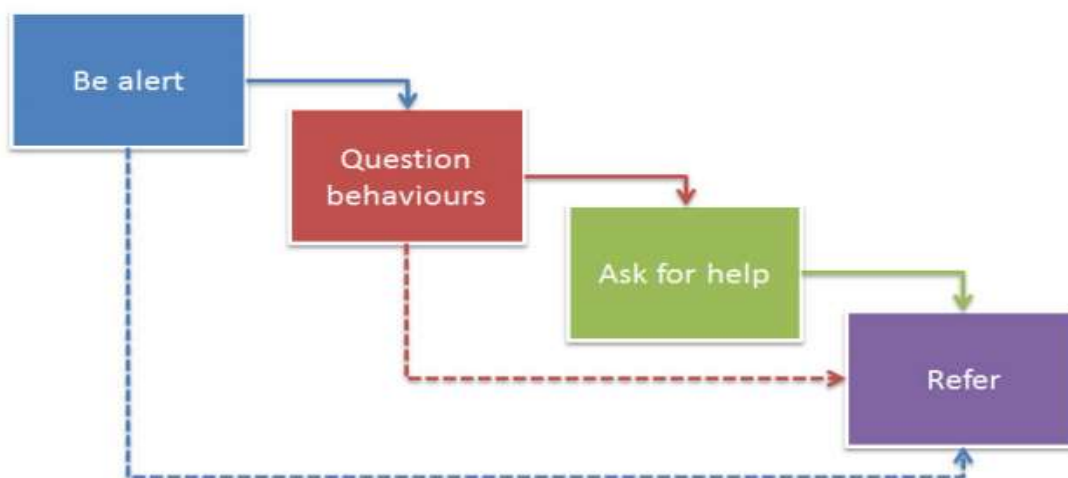 Be alert
Question
behaviours
Ask for help
Refer